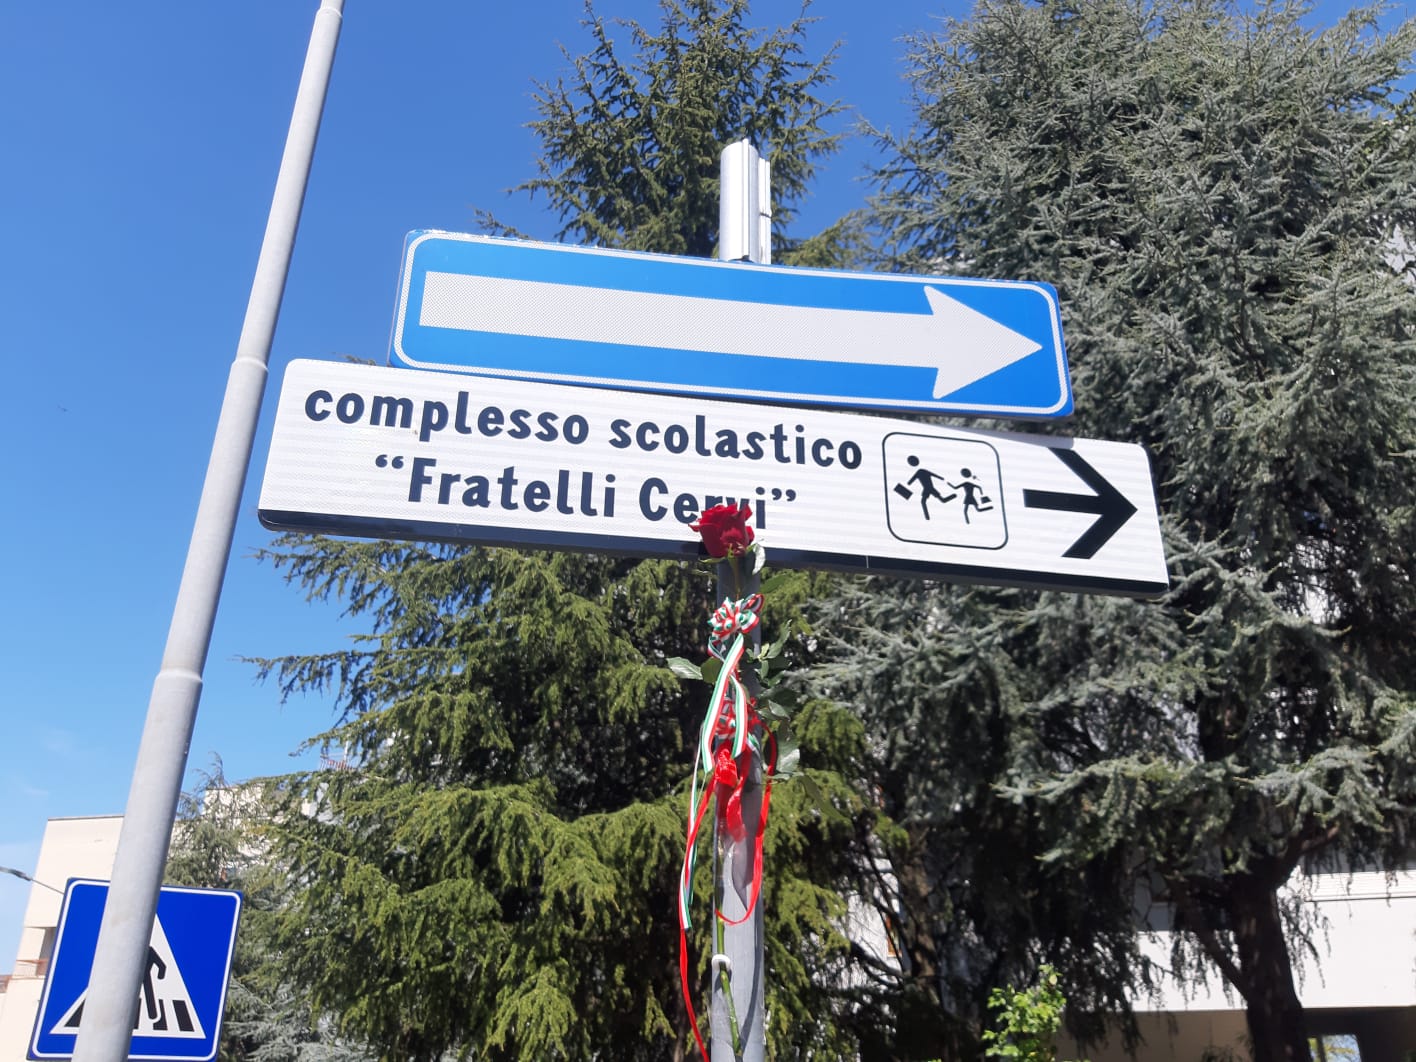 complesso scolastico
“Fratelli Cervi”